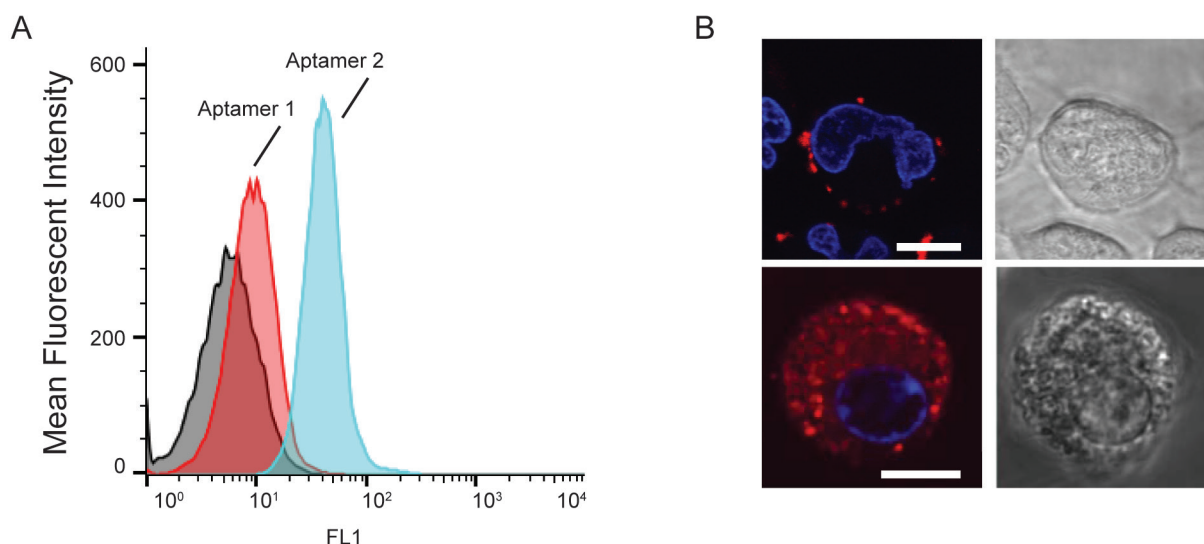 A
B
Mean Fluorescent Intensity
600
400
200
0
Aptamer 1
Aptamer 2
10⁰
10¹
10²
10³
10⁴
FL1